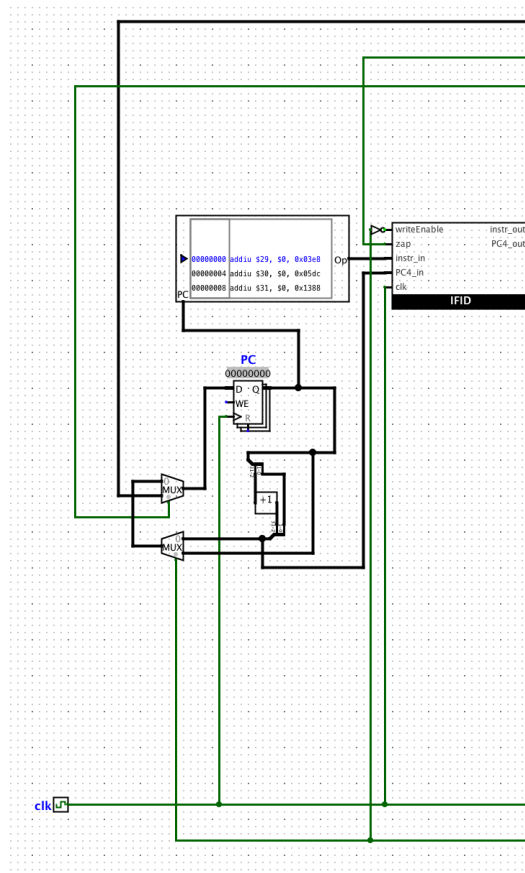 writeEnable
instr_out
zap
PC4_out
instr_in
PC4_in
clk
IFID
00000000 addiu $29, $0, 0x03e8
00000004 addiu $30, $0, 0x05dc
00000008 addiu $31, $0, 0x1388
Op
PC
PC
00000000
D Q
WE
R
MUX
+1
MUX
clk